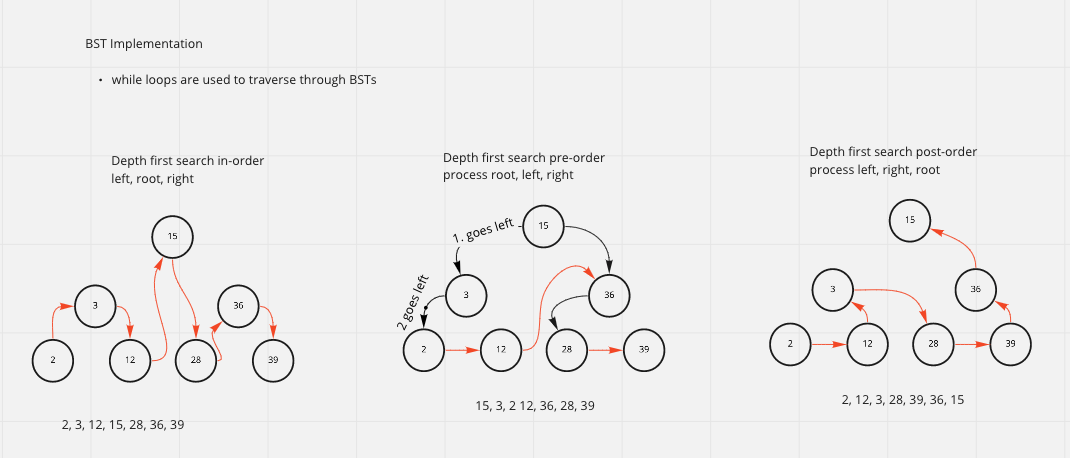 BST Implementation
• while loops are used to traverse through BSTs
Depth first search in-order
left, root, right
15
3
36
2
12
28
39
2, 3, 12, 15, 28, 36, 39
Depth first search pre-order
process root, left, right
1. goes left
15
2 goes left
3
36
2
12
28
39
15, 3, 2 12, 36, 28, 39
Depth first search post-order
process left, right, root
15
3
36
2
12
28
39
2, 12, 3, 28, 39, 36, 15